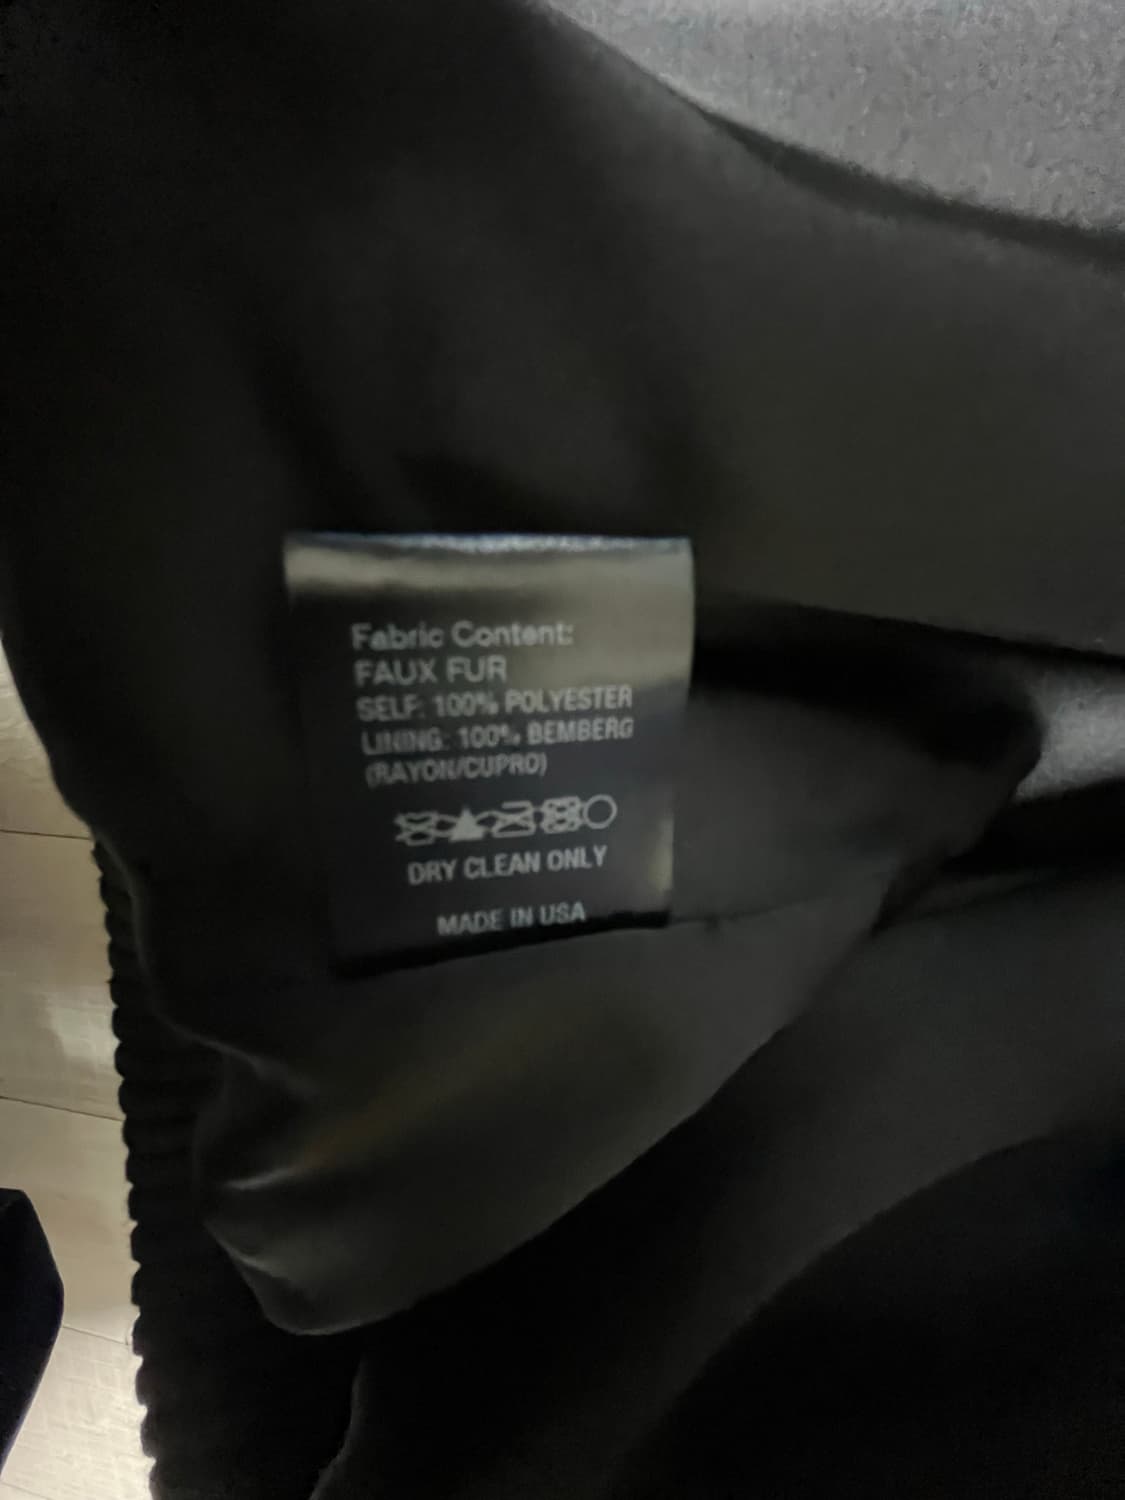 Fabric Content:
FAUX FUR
SELF: 100% POLYESTER
LINING: 100% BEMBERG
(RAYON/CUPRO)
DRY CLEAN ONLY
MADE IN USA